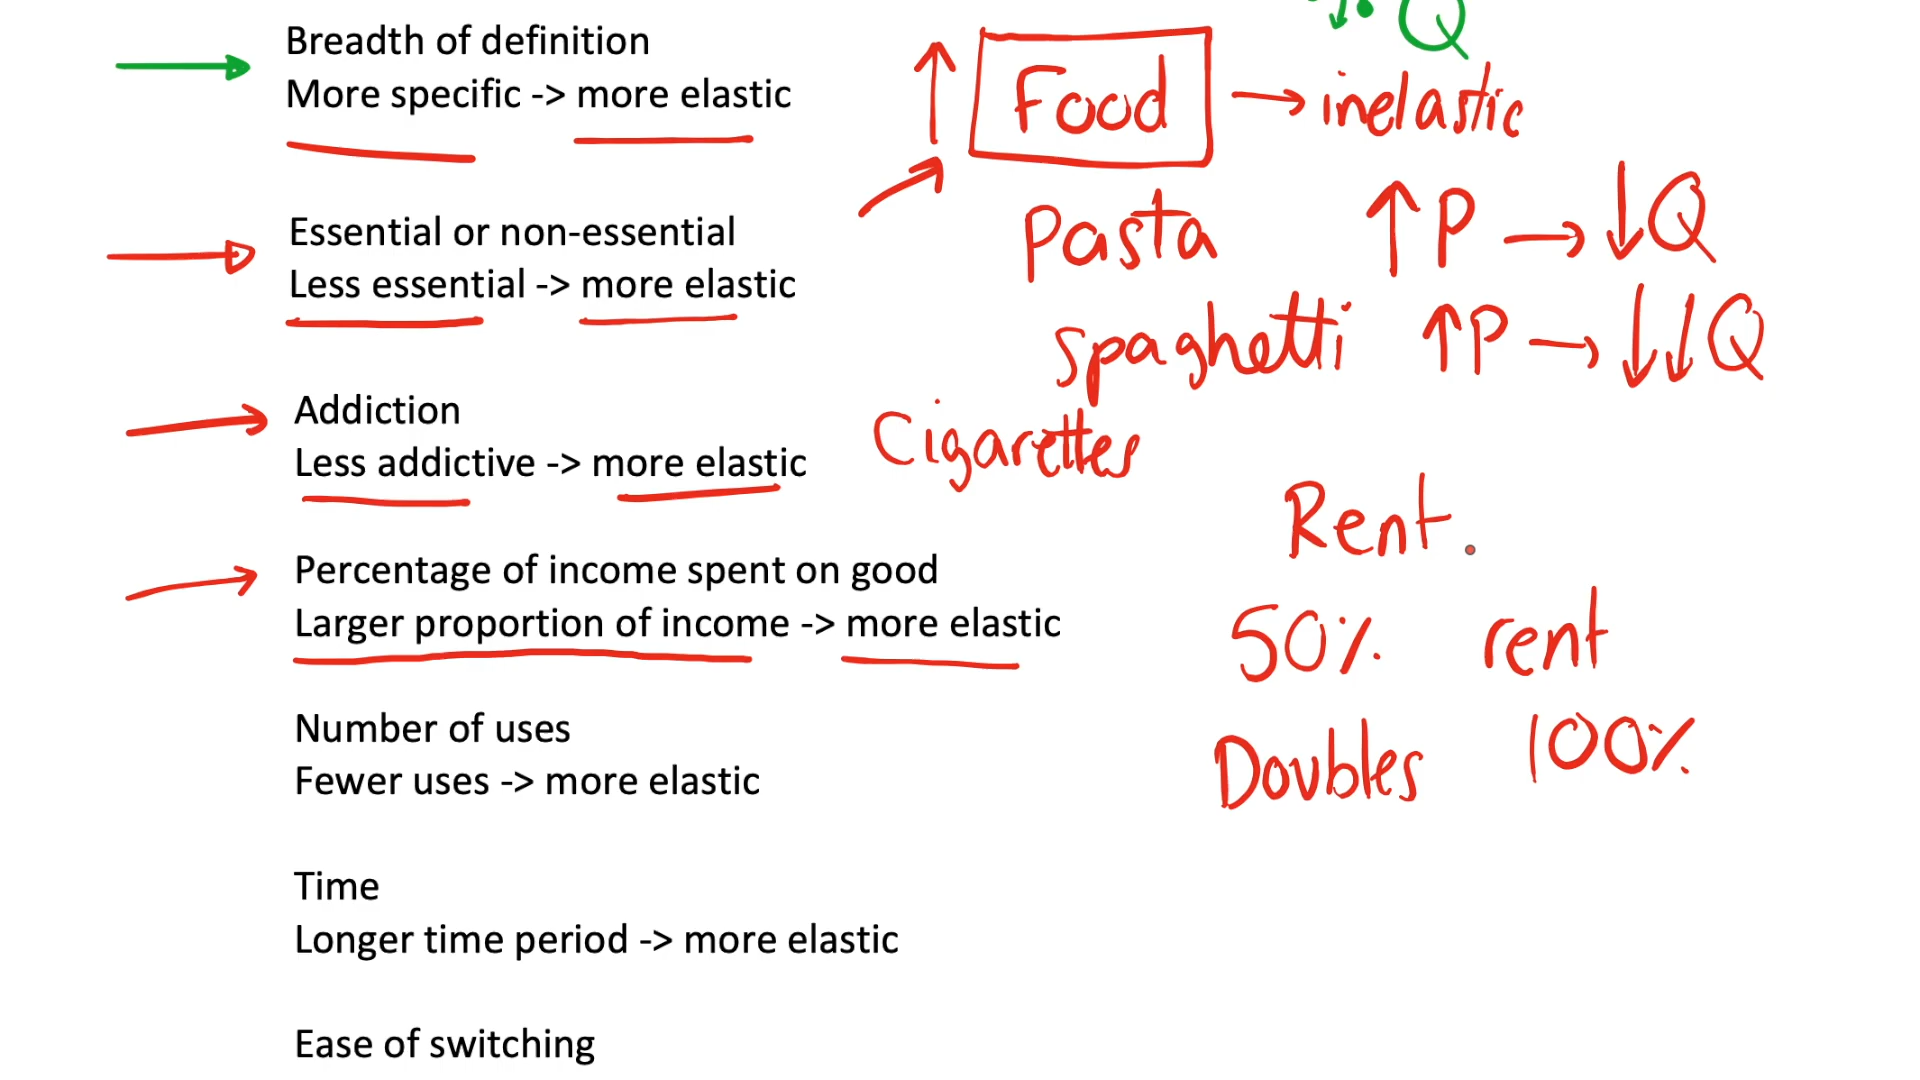 Breadth of definition
More specific -> more elastic
Essential or non-essential
Less essential -> more elastic
Addiction
Less addictive -> more elastic
Percentage of income spent on good
Larger proportion of income -> more elastic
Number of uses
Fewer uses -> more elastic
Time
Longer time period -> more elastic
Ease of switching
↓ Q
↑ Food → inelastic
Pasta ↑P → ↓Q
Spaghetti ↑P → ↓↓Q
Cigarettes
Rent.
50% rent
Doubles 100%